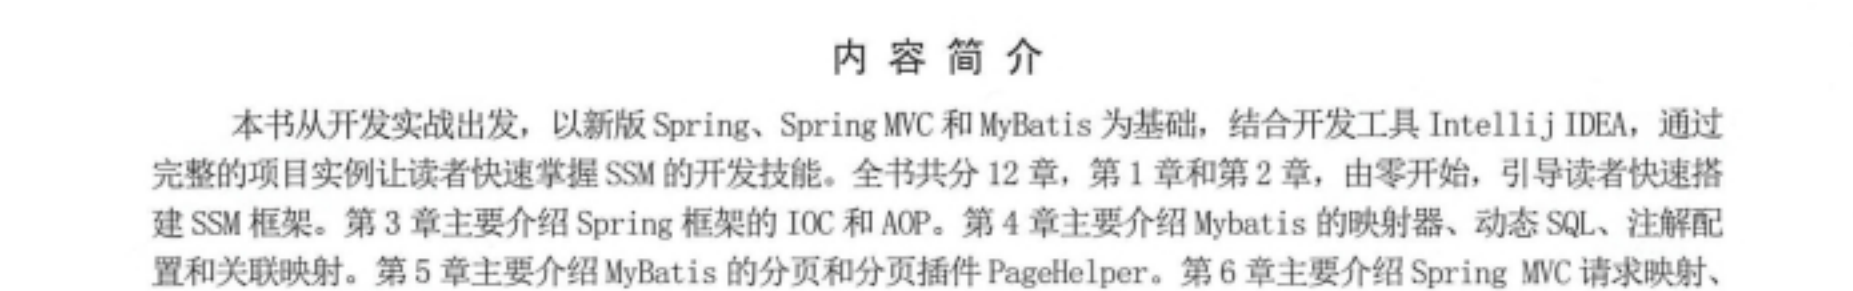 内容简介
本书从开发实战出发，以新版 Spring、Spring MVC 和 MyBatis 为基础，结合开发工具 Intellij IDEA，通过
完整的项目实例让读者快速掌握 SSM 的开发技能。全书共分 12 章，第 1 章和第 2 章，由零开始，引导读者快速搭
建 SSM 框架。第 3 章主要介绍 Spring 框架的 IOC 和 AOP。第 4 章主要介绍 Mybatis 的映射器、动态 SQL、注解配
置和关联映射。第 5 章主要介绍 MyBatis 的分页和分页插件 PageHelper。第 6 章主要介绍 Spring MVC 请求映射、